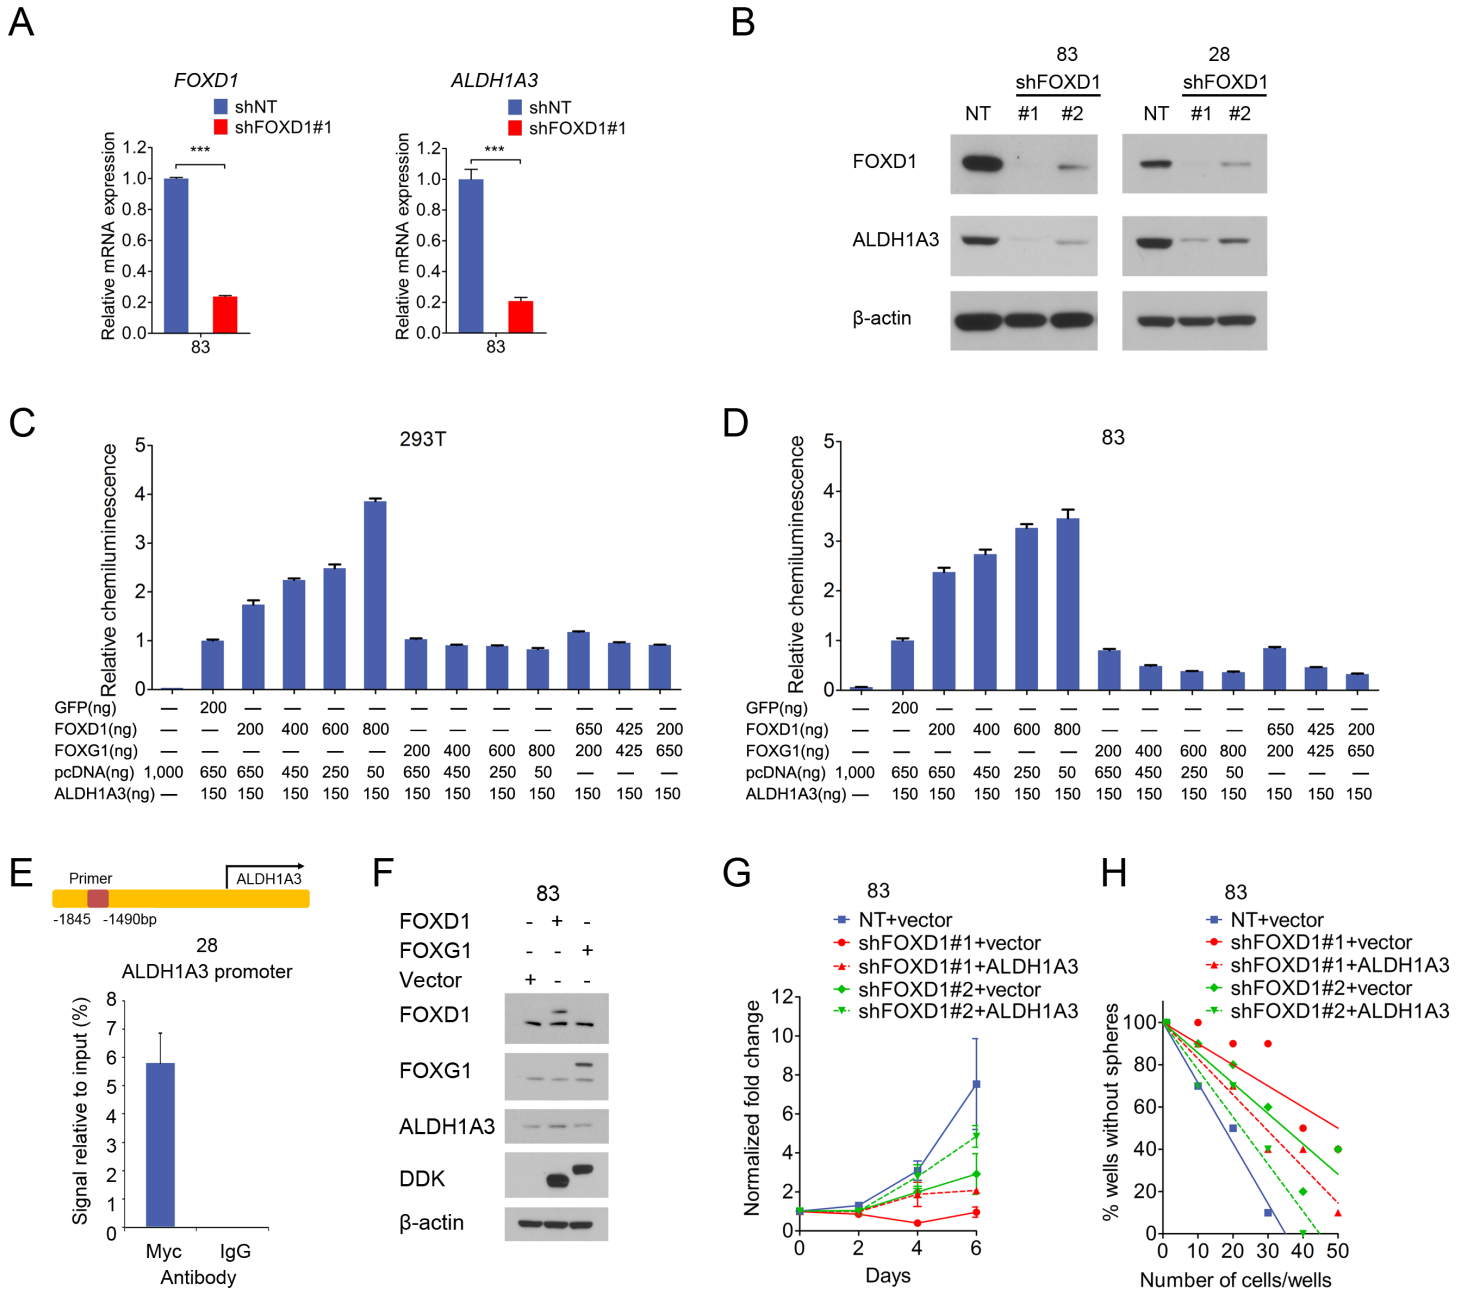 A
FOXD1
shNT
shFOXD1#1
Relative mRNA expression
1.2
1.0
0.8
0.6
0.4
0.2
0.0
***
83
ALDH1A3
shNT
shFOXD1#1
Relative mRNA expression
1.2
1.0
0.8
0.6
0.4
0.2
0.0
***
83
B
83 28
shFOXD1 shFOXD1
NT #1 #2 NT #1 #2
FOXD1
ALDH1A3
β-actin
C
293T
Relative chemiluminescence
5
4
3
2
1
0
GFP(ng) — 200 — — — — — — — — — — —
FOXD1(ng) — — 200 400 600 800 — — — — 650 425 200
FOXG1(ng) — — — — — — 200 400 600 800 200 425 650
pcDNA(ng) 1,000 650 650 450 250 50 650 450 250 50 — — —
ALDH1A3(ng) — 150 150 150 150 150 150 150 150 150 150 150 150
D
83
Relative chemiluminescence
5
4
3
2
1
0
GFP(ng) — 200 — — — — — — — — — — —
FOXD1(ng) — — 200 400 600 800 — — — — 650 425 200
FOXG1(ng) — — — — — — 200 400 600 800 200 425 650
pcDNA(ng) 1,000 650 650 450 250 50 650 450 250 50 — — —
ALDH1A3(ng) — 150 150 150 150 150 150 150 150 150 150 150 150
E
Primer ALDH1A3
-1845 -1490bp
28
ALDH1A3 promoter
Signal relative to input (%)
8
7
6
5
4
3
2
1
0
Myc IgG
Antibody
F
83
FOXD1 - + -
FOXG1 - - +
Vector + - -
FOXD1
FOXG1
ALDH1A3
DDK
β-actin
G
83
NT+vector
shFOXD1#1+vector
shFOXD1#1+ALDH1A3
shFOXD1#2+vector
shFOXD1#2+ALDH1A3
Normalized fold change
12
10
8
6
4
2
0
0 2 4 6
Days
H
83
NT+vector
shFOXD1#1+vector
shFOXD1#1+ALDH1A3
shFOXD1#2+vector
shFOXD1#2+ALDH1A3
% wells without spheres
100
80
60
40
20
0
0 10 20 30 40 50
Number of cells/wells